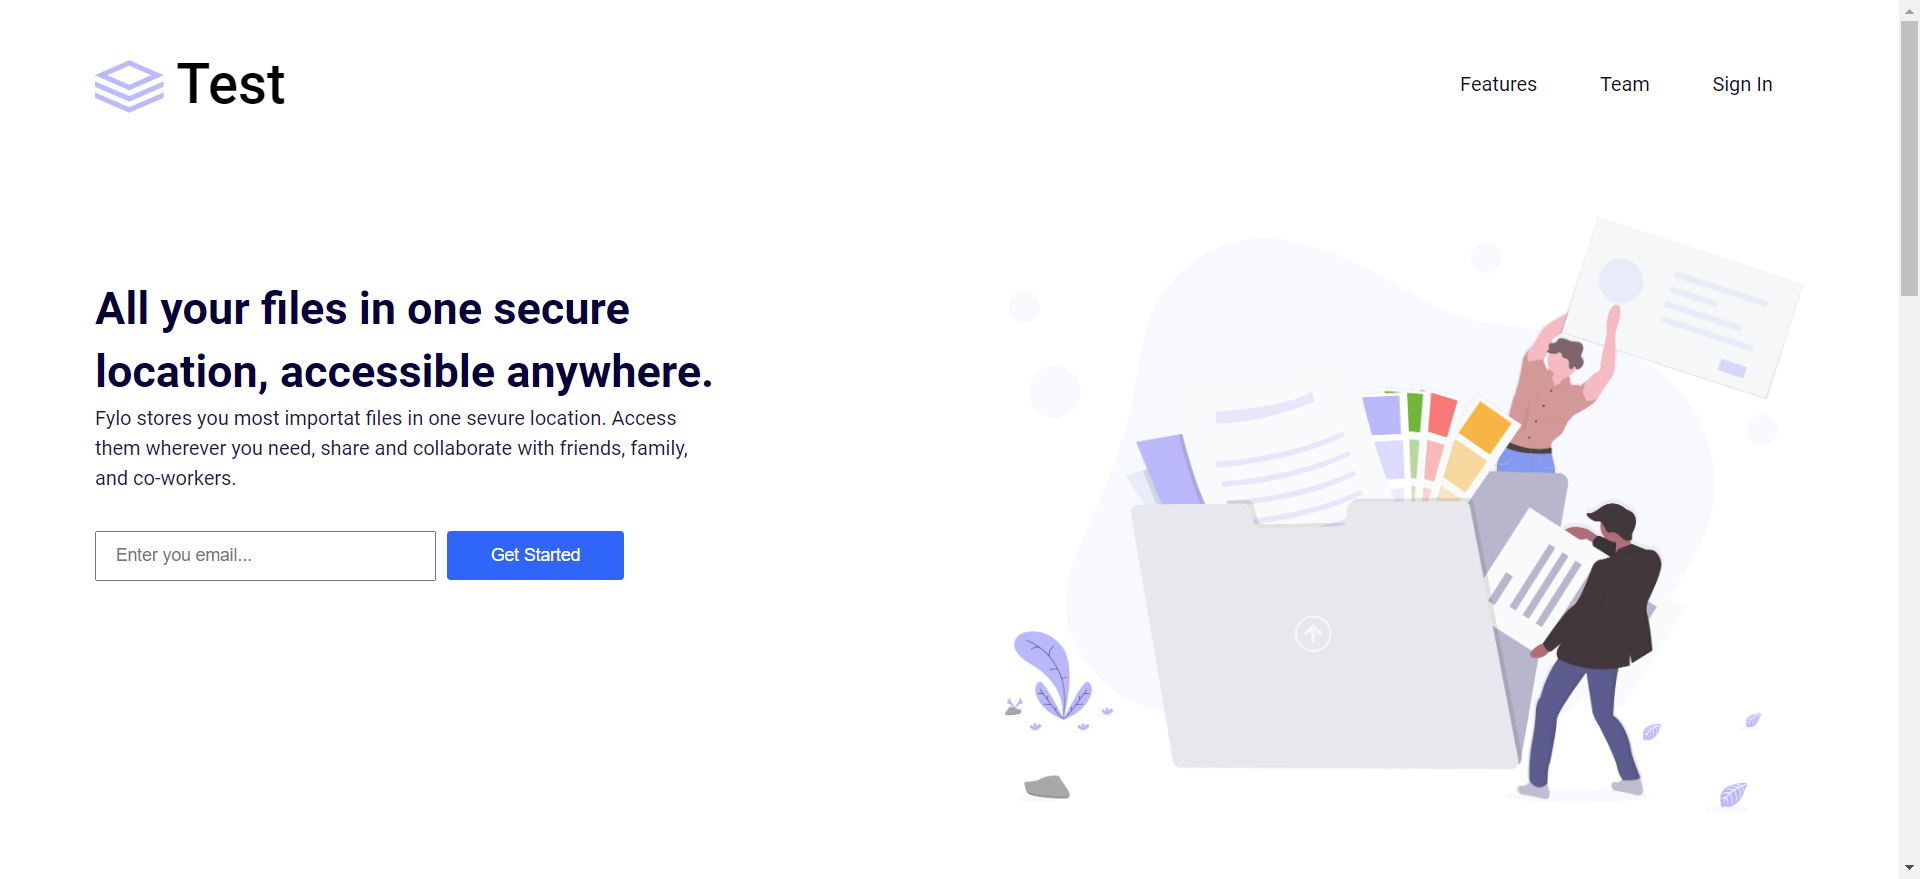 Test
Features
Team
Sign In
All your files in one secure
location, accessible anywhere.
Fylo stores you most importat files in one sevure location. Access
them wherever you need, share and collaborate with friends, family,
and co-workers.
Enter you email...
Get Started